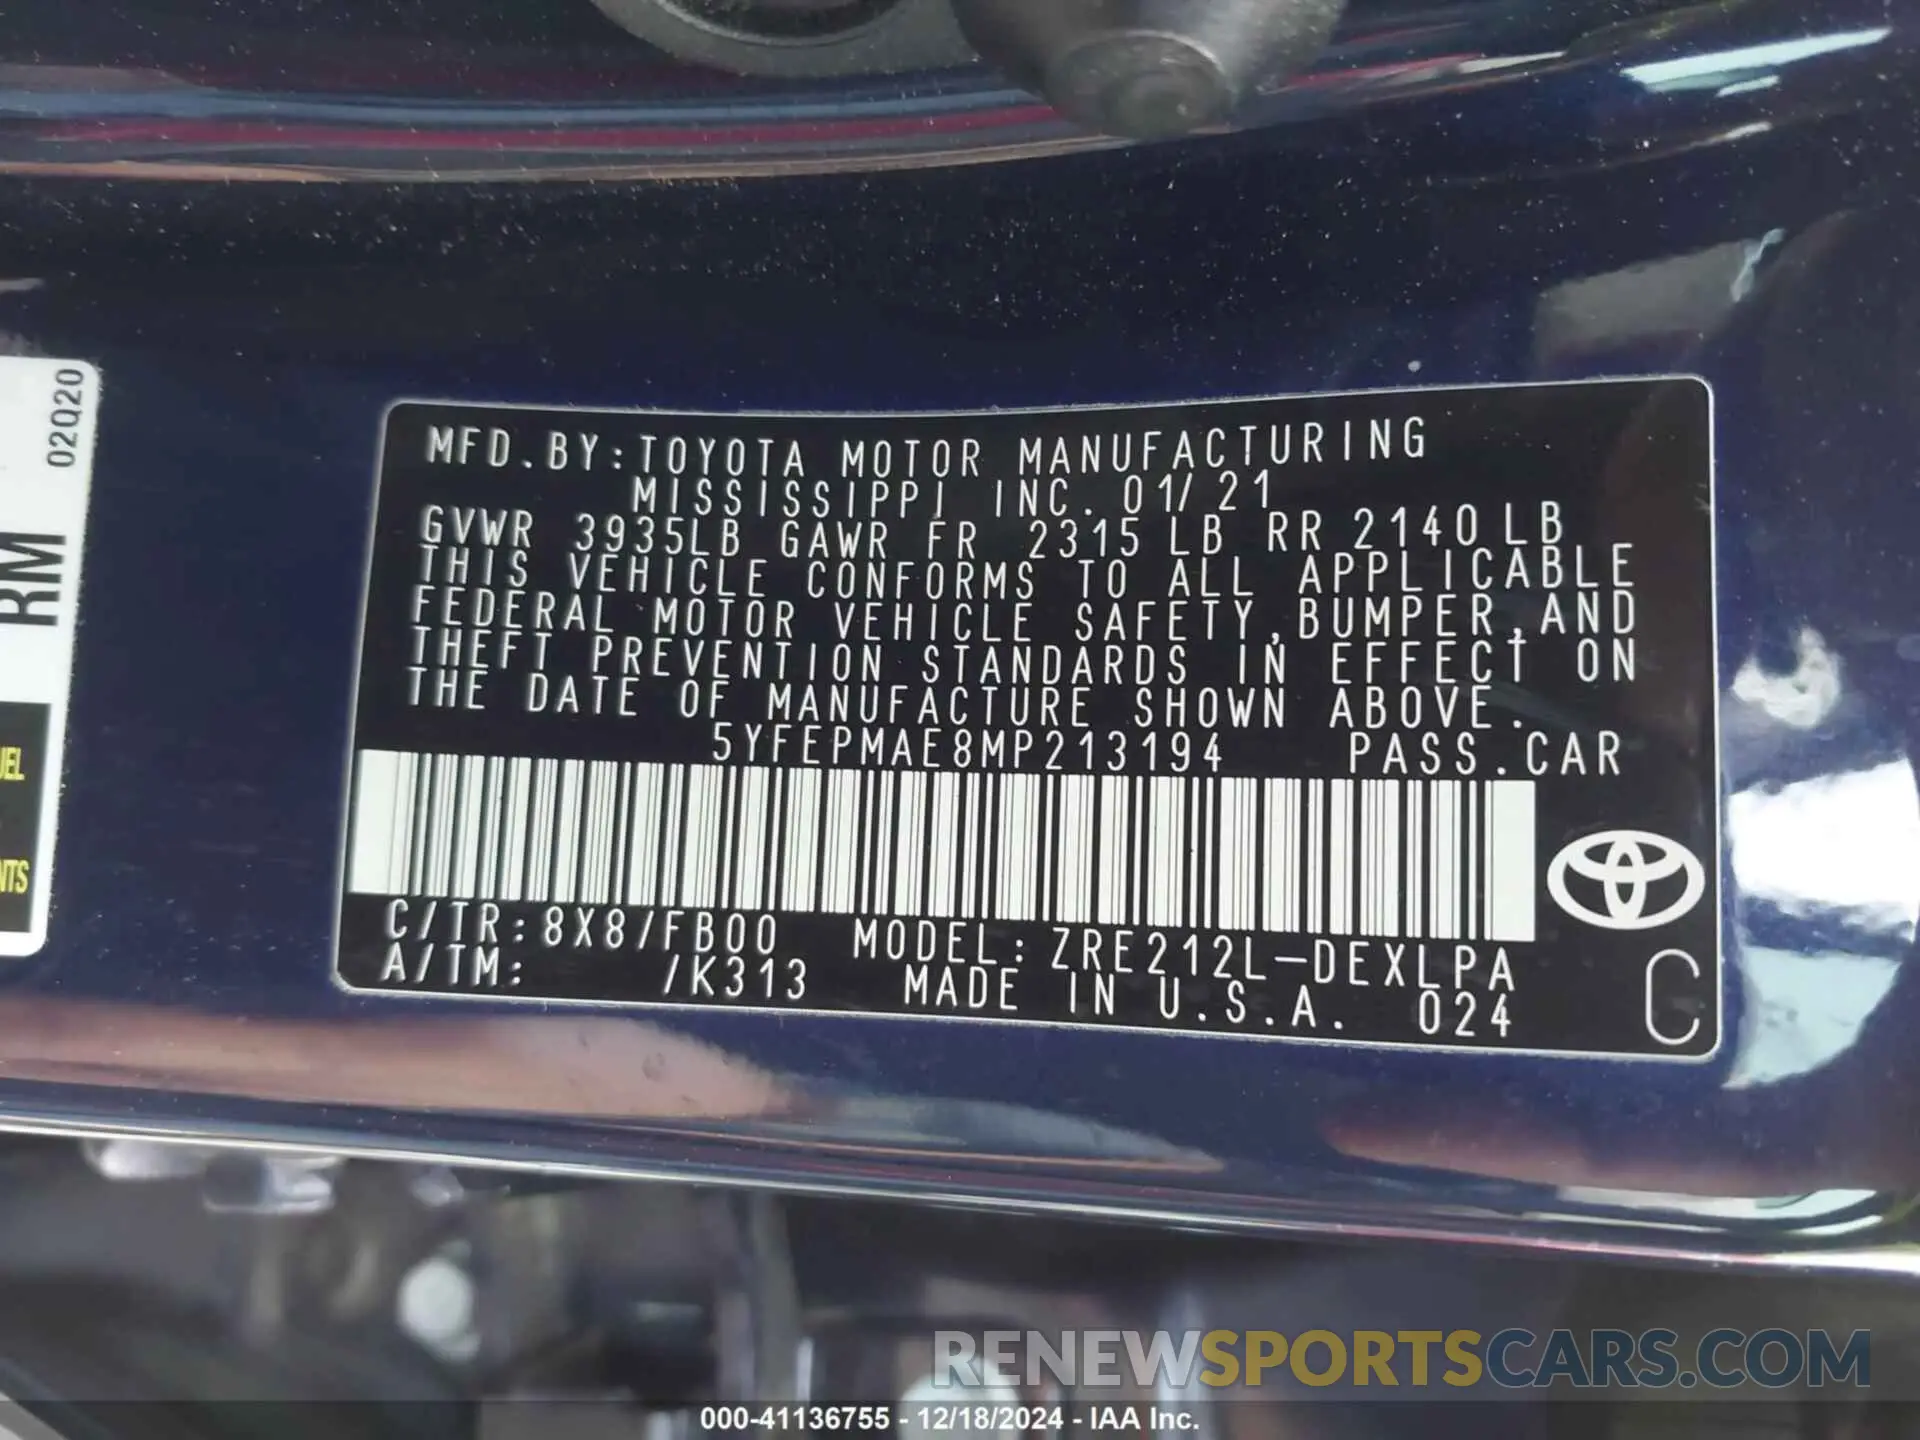 02Q20
RM
UEL
NTS
MFD.BY:TOYOTA MOTOR MANUFACTURING
MISSISSIPPI INC. 01/21
GVWR 3935LB GAWR FR 2315 LB RR 2140 LB
THIS VEHICLE CONFORMS TO ALL APPLICABLE
FEDERAL MOTOR VEHICLE SAFETY,BUMPER,AND
THEFT PREVENTION STANDARDS IN EFFECT ON
THE DATE OF MANUFACTURE SHOWN ABOVE.
5YFEPMAE8MP213194 PASS.CAR
C/TR:8X8/FB00 MODEL:ZRE212L-DEXLPA
A/TM: /K313 MADE IN U.S.A. 024
C
RENEWSPORTSCARS.COM
000-41136755 - 12/18/2024 - IAA Inc.